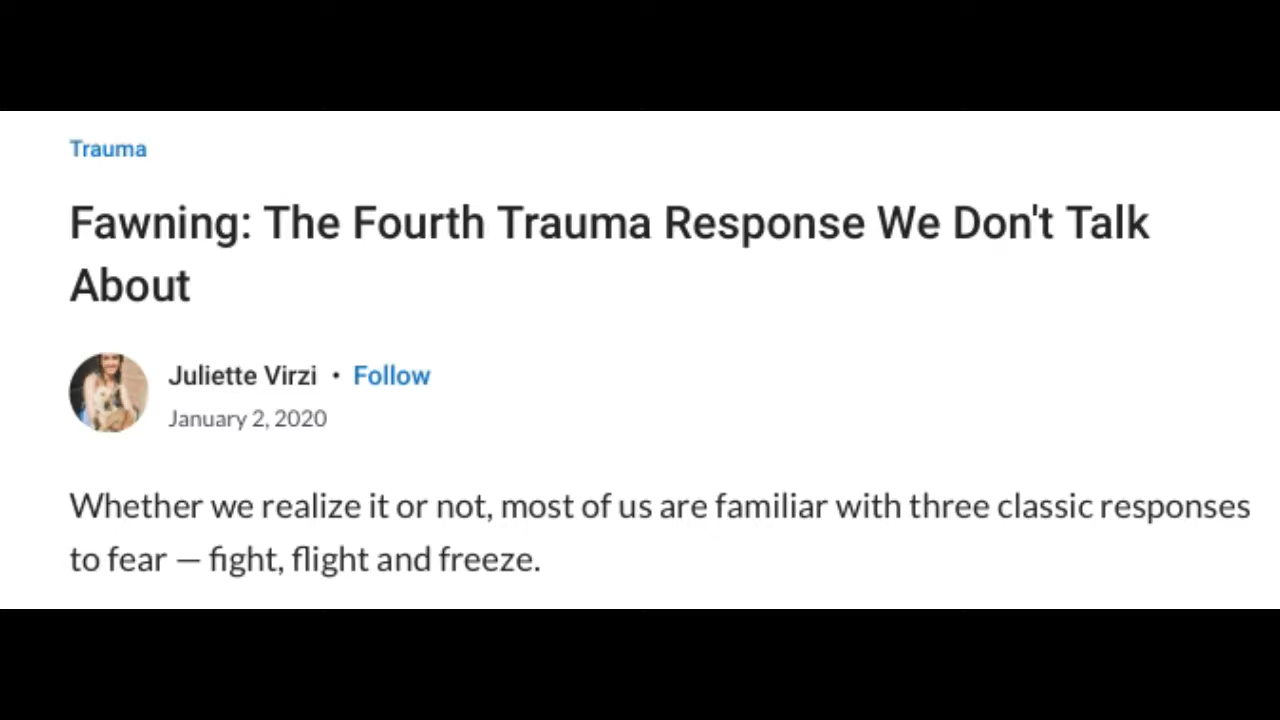 Trauma
Fawning: The Fourth Trauma Response We Don't Talk
About
Juliette Virzi • Follow
January 2, 2020
Whether we realize it or not, most of us are familiar with three classic responses
to fear — fight, flight and freeze.